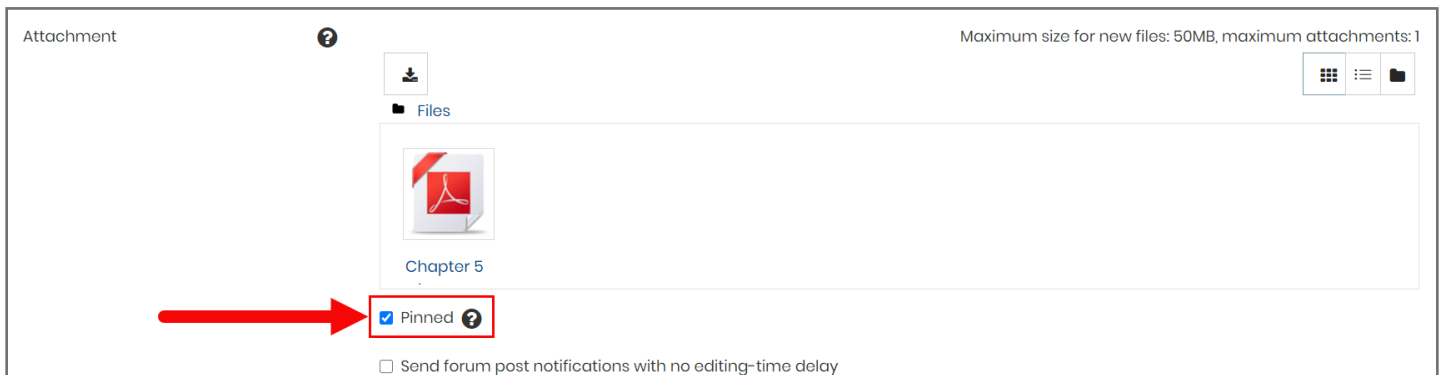 Attachment
Maximum size for new files: 50MB, maximum attachments: 1
Files
Chapter 5
Pinned
Send forum post notifications with no editing-time delay